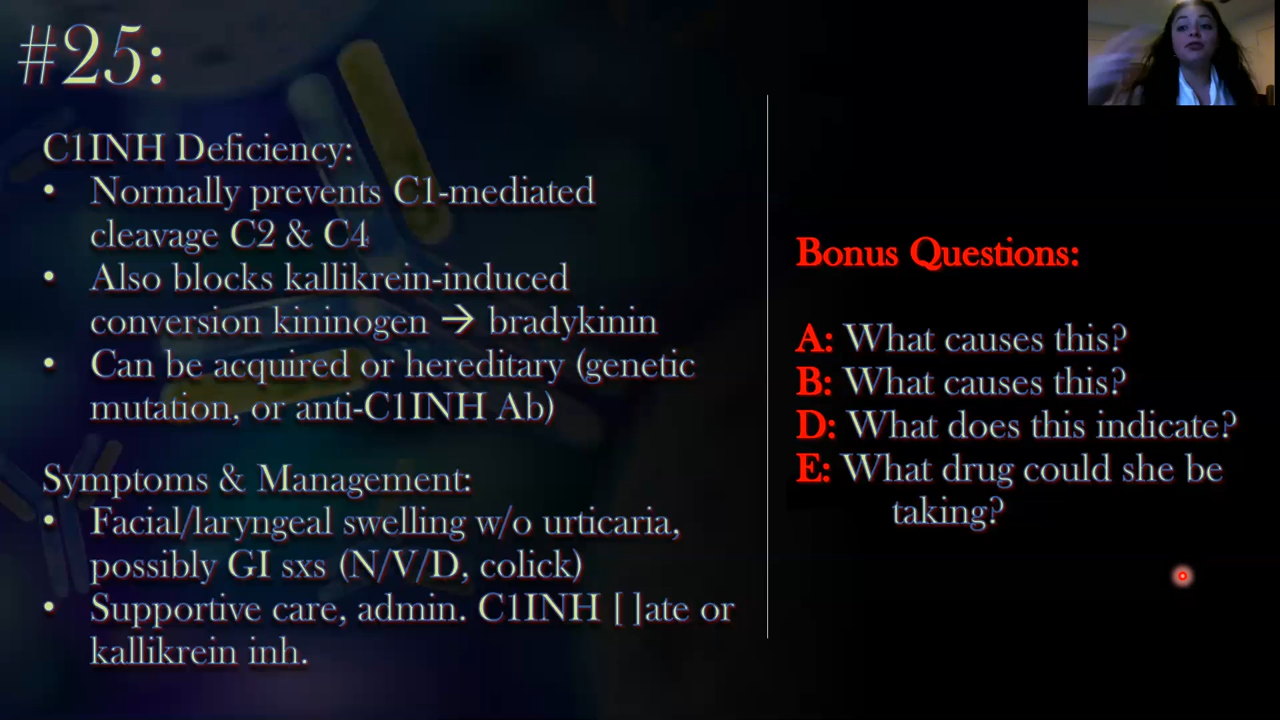 #25:
C1INH Deficiency:
• Normally prevents C1-mediated
cleavage C2 & C4
• Also blocks kallikrein-induced
conversion kininogen → bradykinin
• Can be acquired or hereditary (genetic
mutation, or anti-C1INH Ab)
Symptoms & Management:
• Facial/laryngeal swelling w/o urticaria,
possibly GI sxs (N/V/D, colick)
• Supportive care, admin. C1INH [ ]ate or
kallikrein inh.
Bonus Questions:
A: What causes this?
B: What causes this?
D: What does this indicate?
E: What drug could she be
taking?